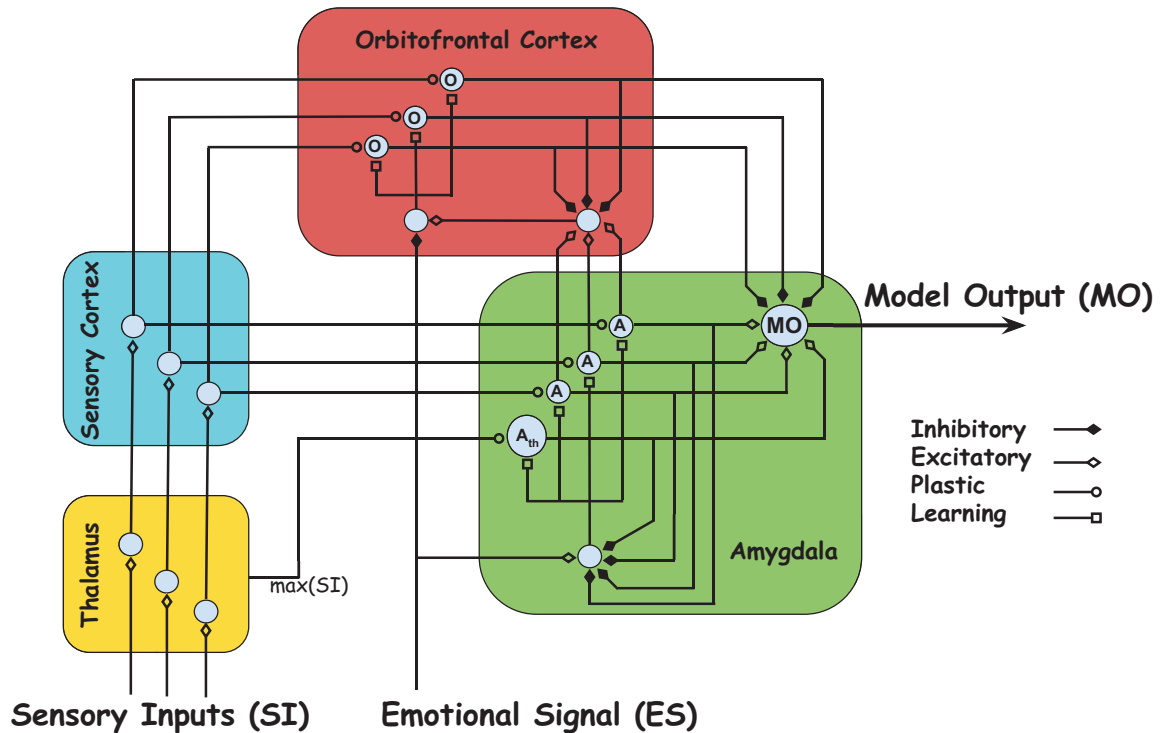 Orbitofrontal Cortex
O
O
O
Sensory Cortex
Model Output (MO)
MO
A
A
A
Ath
Inhibitory
Excitatory
Plastic
Learning
Thalamus
max(SI)
Amygdala
Sensory Inputs (SI)
Emotional Signal (ES)